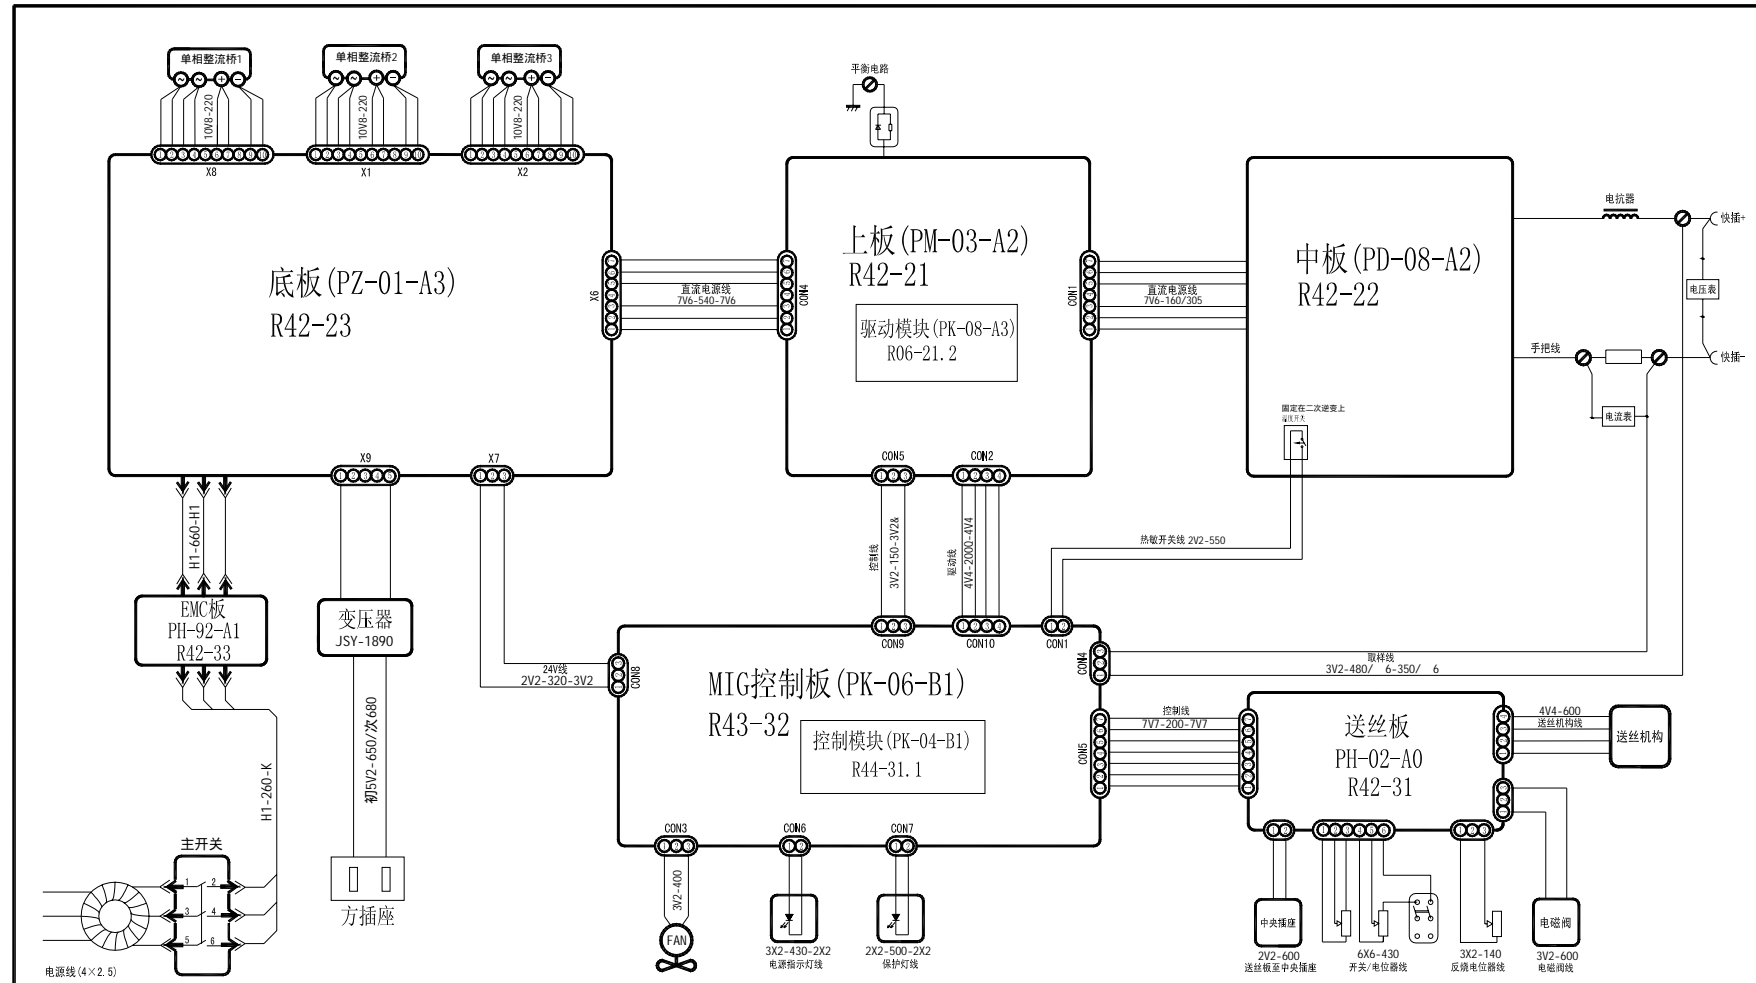 单相整流桥1
单相整流桥2
单相整流桥3
10V8-220
10V8-220
10V8-220
X8
X1
X2
平衡电路
底板(PZ-01-A3)
R42-23
X6
直流电源线
7V6-540-7V6
CON4
上板(PM-03-A2)
R42-21
驱动模块(PK-08-A3)
R06-21.2
CON1
直流电源线
7V6-160/305
中板(PD-08-A2)
R42-22
固定在二次逆变上
温度开关
电抗器
快插+
电压表
手把线
快插-
电流表
X9
X7
CON5
CON2
H1-660-H1
控制线
3V2-150-3V2&
驱动线
4V4-2000-4V4
热敏开关线 2V2-550
EMC板
PH-92-A1
R42-33
变压器
JSY-1890
24V线
2V2-320-3V2
CON8
CON9
CON10
CON1
CON4
取样线
3V2-480/ 6-350/ 6
MIG控制板(PK-06-B1)
R43-32
控制模块(PK-04-B1)
R44-31.1
CON5
控制线
7V7-200-7V7
送丝板
PH-02-A0
R42-31
4V4-600
送丝机构线
送丝机构
初5V2-650/次680
H1-260-K
主开关
1 2
3 4
5 6
电源线(4×2.5)
方插座
CON3
CON6
CON7
3V2-400
FAN
3X2-430-2X2
电源指示灯线
2X2-500-2X2
保护灯线
中央插座
2V2-600
送丝板至中央插座
6X6-430
开关/电位器线
3X2-140
反烧电位器线
电磁阀
3V2-600
电磁阀线